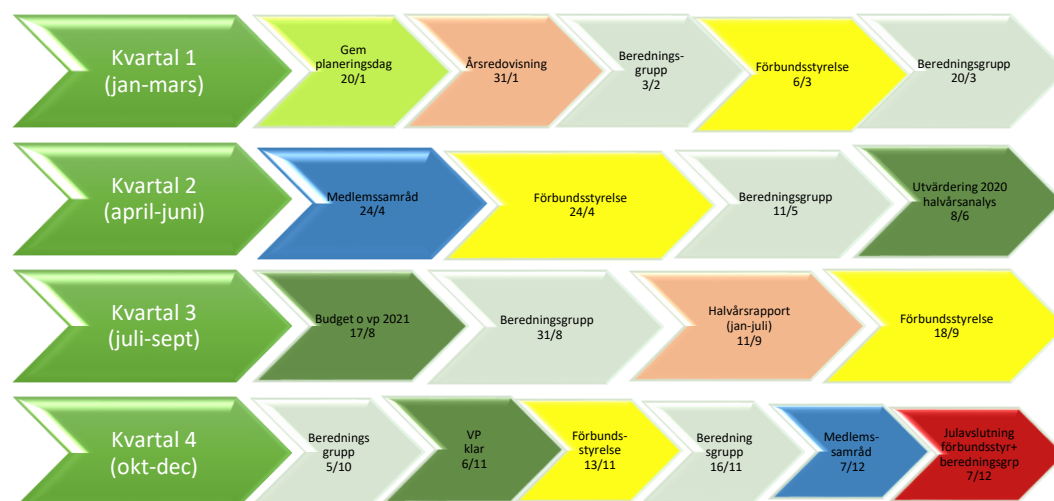 Kvartal 1
(jan-mars)
Gem
planeringsdag
20/1
Årsredovisning
31/1
Berednings-
grupp
3/2
Förbundsstyrelse
6/3
Beredningsgrupp
20/3
Kvartal 2
(april-juni)
Medlemssamråd
24/4
Förbundsstyrelse
24/4
Beredningsgrupp
11/5
Utvärdering 2020
halvårsanalys
8/6
Kvartal 3
(juli-sept)
Budget o vp 2021
17/8
Beredningsgrupp
31/8
Halvårsrapport
(jan-juli)
11/9
Förbundsstyrelse
18/9
Kvartal 4
(okt-dec)
Berednings
grupp
5/10
VP
klar
6/11
Förbunds-
styrelse
13/11
Beredning
sgrupp
16/11
Medlems-
samråd
7/12
Julavslutning
förbundsstyr+
beredningsgrp
7/12